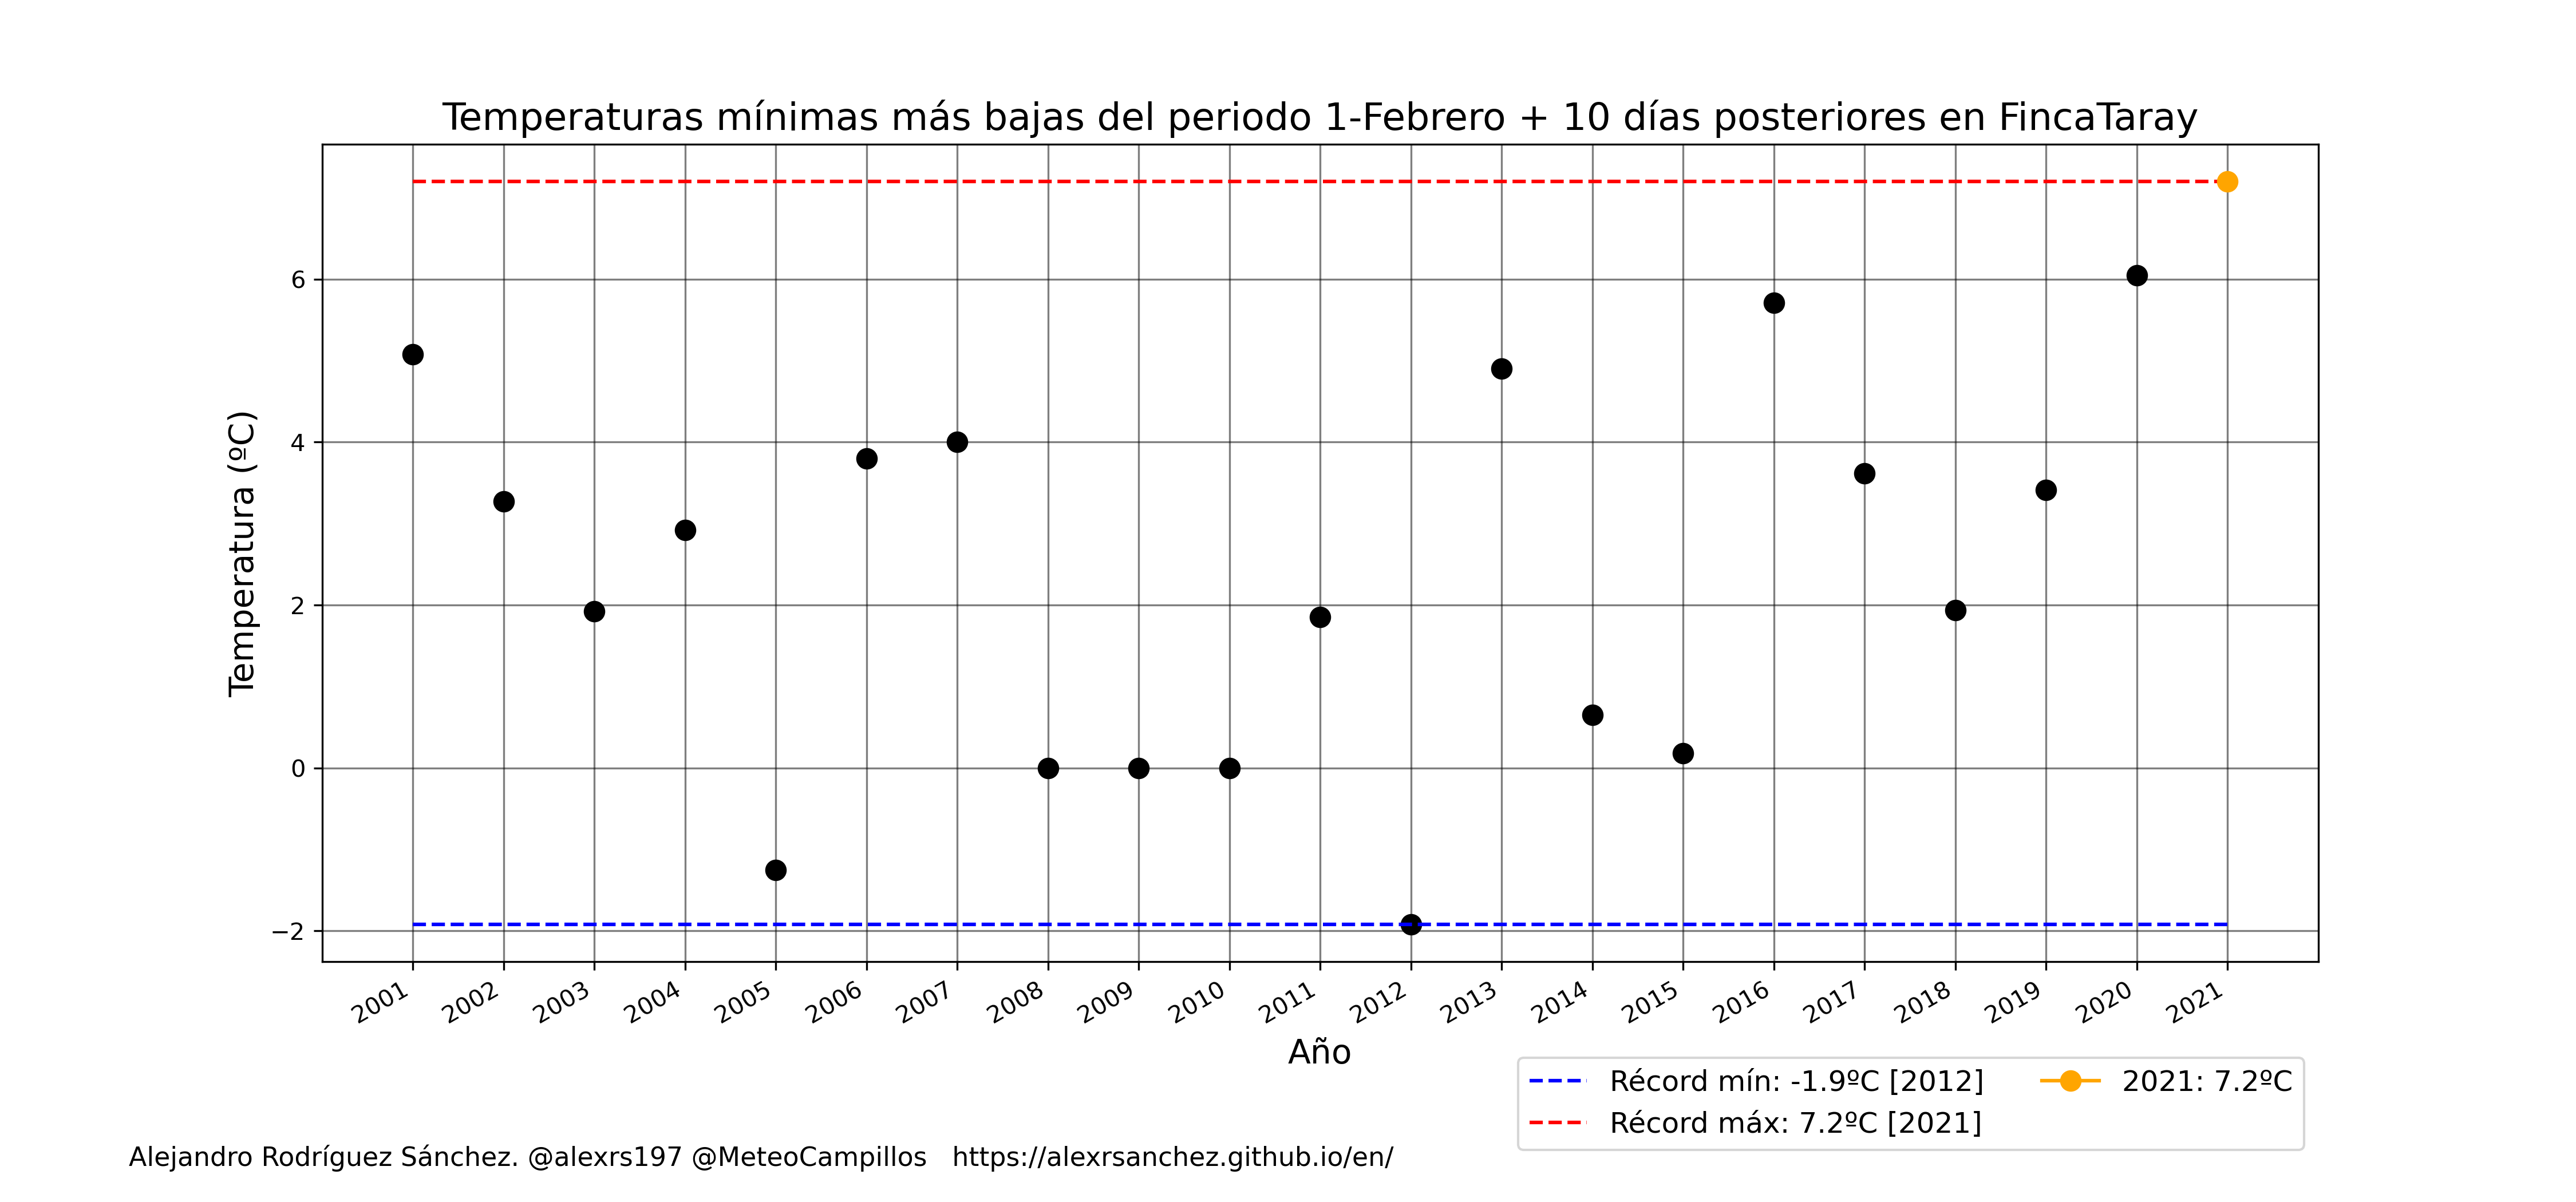 Temperaturas mínimas más bajas del periodo 1-Febrero + 10 días posteriores en FincaTaray
Temperatura (ºC)
6
4
2
0
−2
2001 2002 2003 2004 2005 2006 2007 2008 2009 2010 2011 2012 2013 2014 2015 2016 2017 2018 2019 2020 2021
Año
Récord mín: -1.9ºC [2012]
Récord máx: 7.2ºC [2021]
2021: 7.2ºC
Alejandro Rodríguez Sánchez. @alexrs197 @MeteoCampillos https://alexrsanchez.github.io/en/